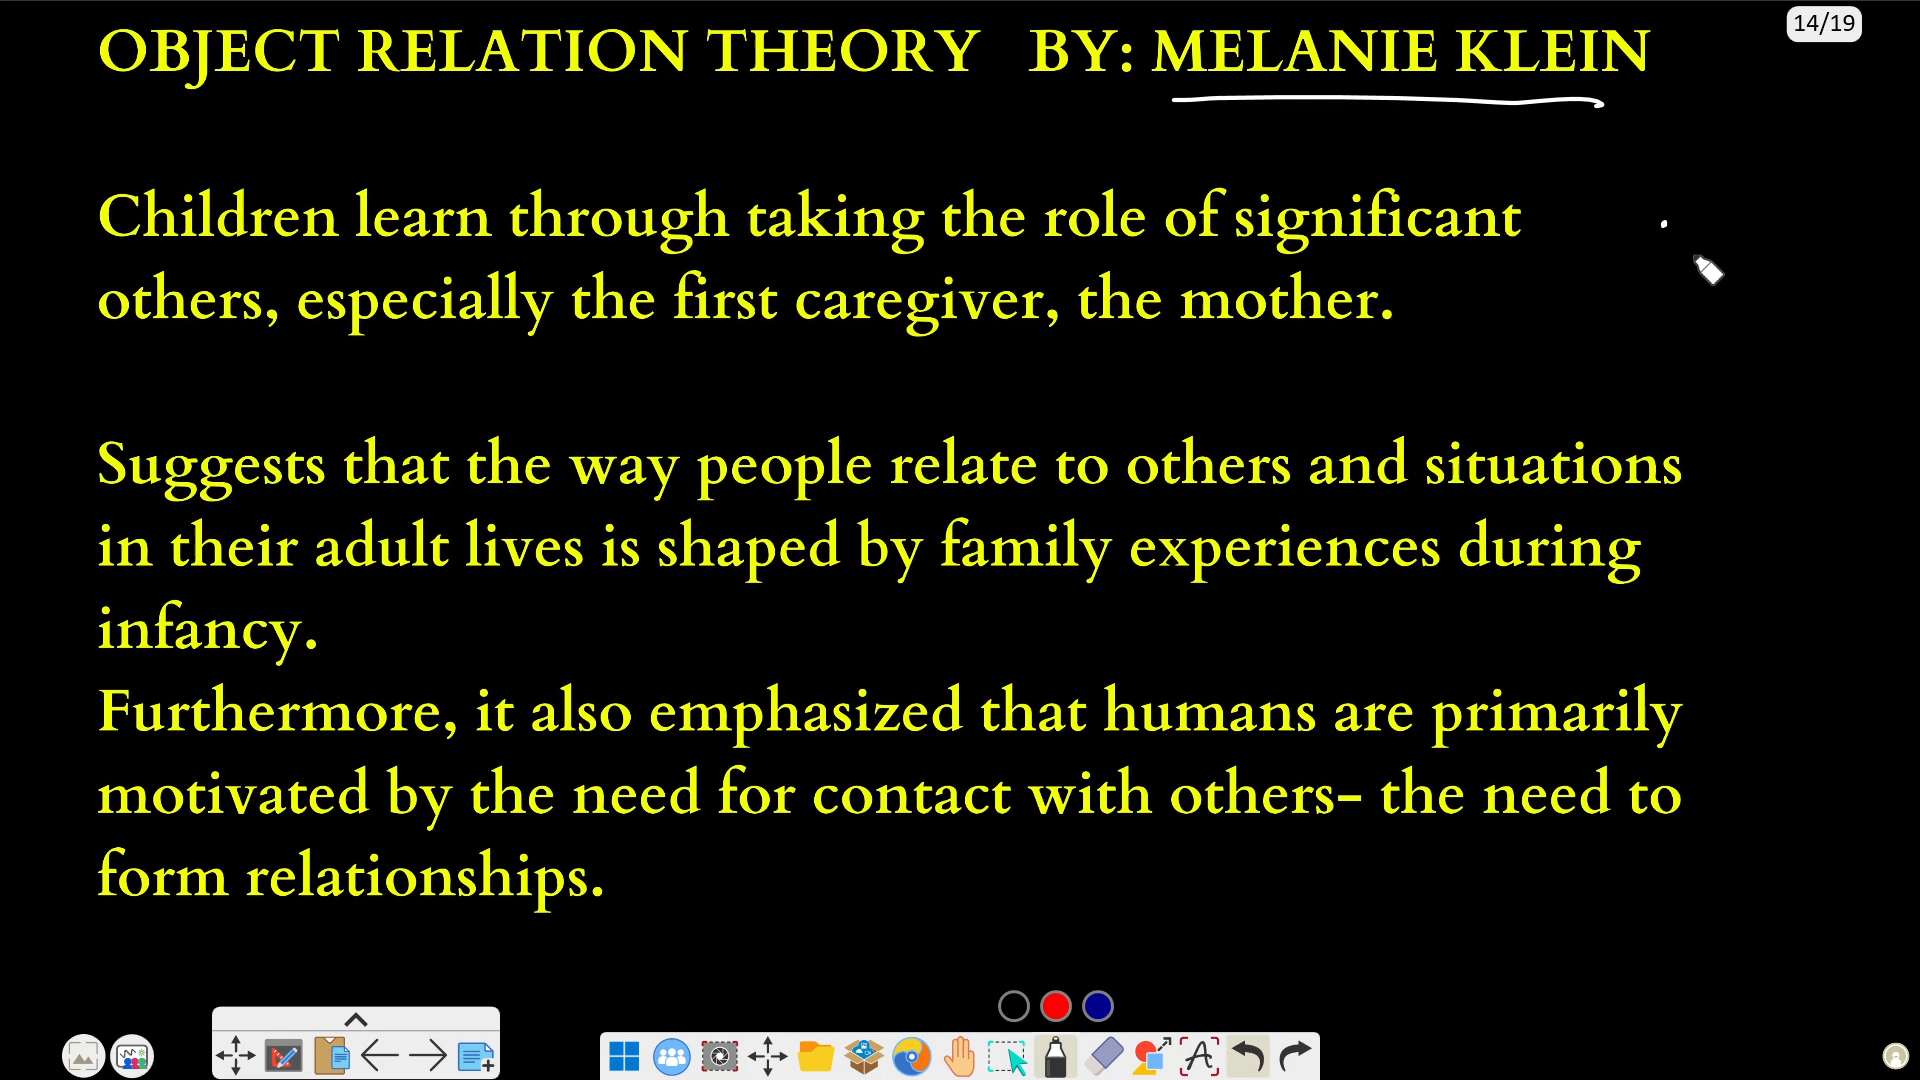 OBJECT RELATION THEORY BY: MELANIE KLEIN
14/19
Children learn through taking the role of significant
others, especially the first caregiver, the mother.
Suggests that the way people relate to others and situations
in their adult lives is shaped by family experiences during
infancy.
Furthermore, it also emphasized that humans are primarily
motivated by the need for contact with others- the need to
form relationships.